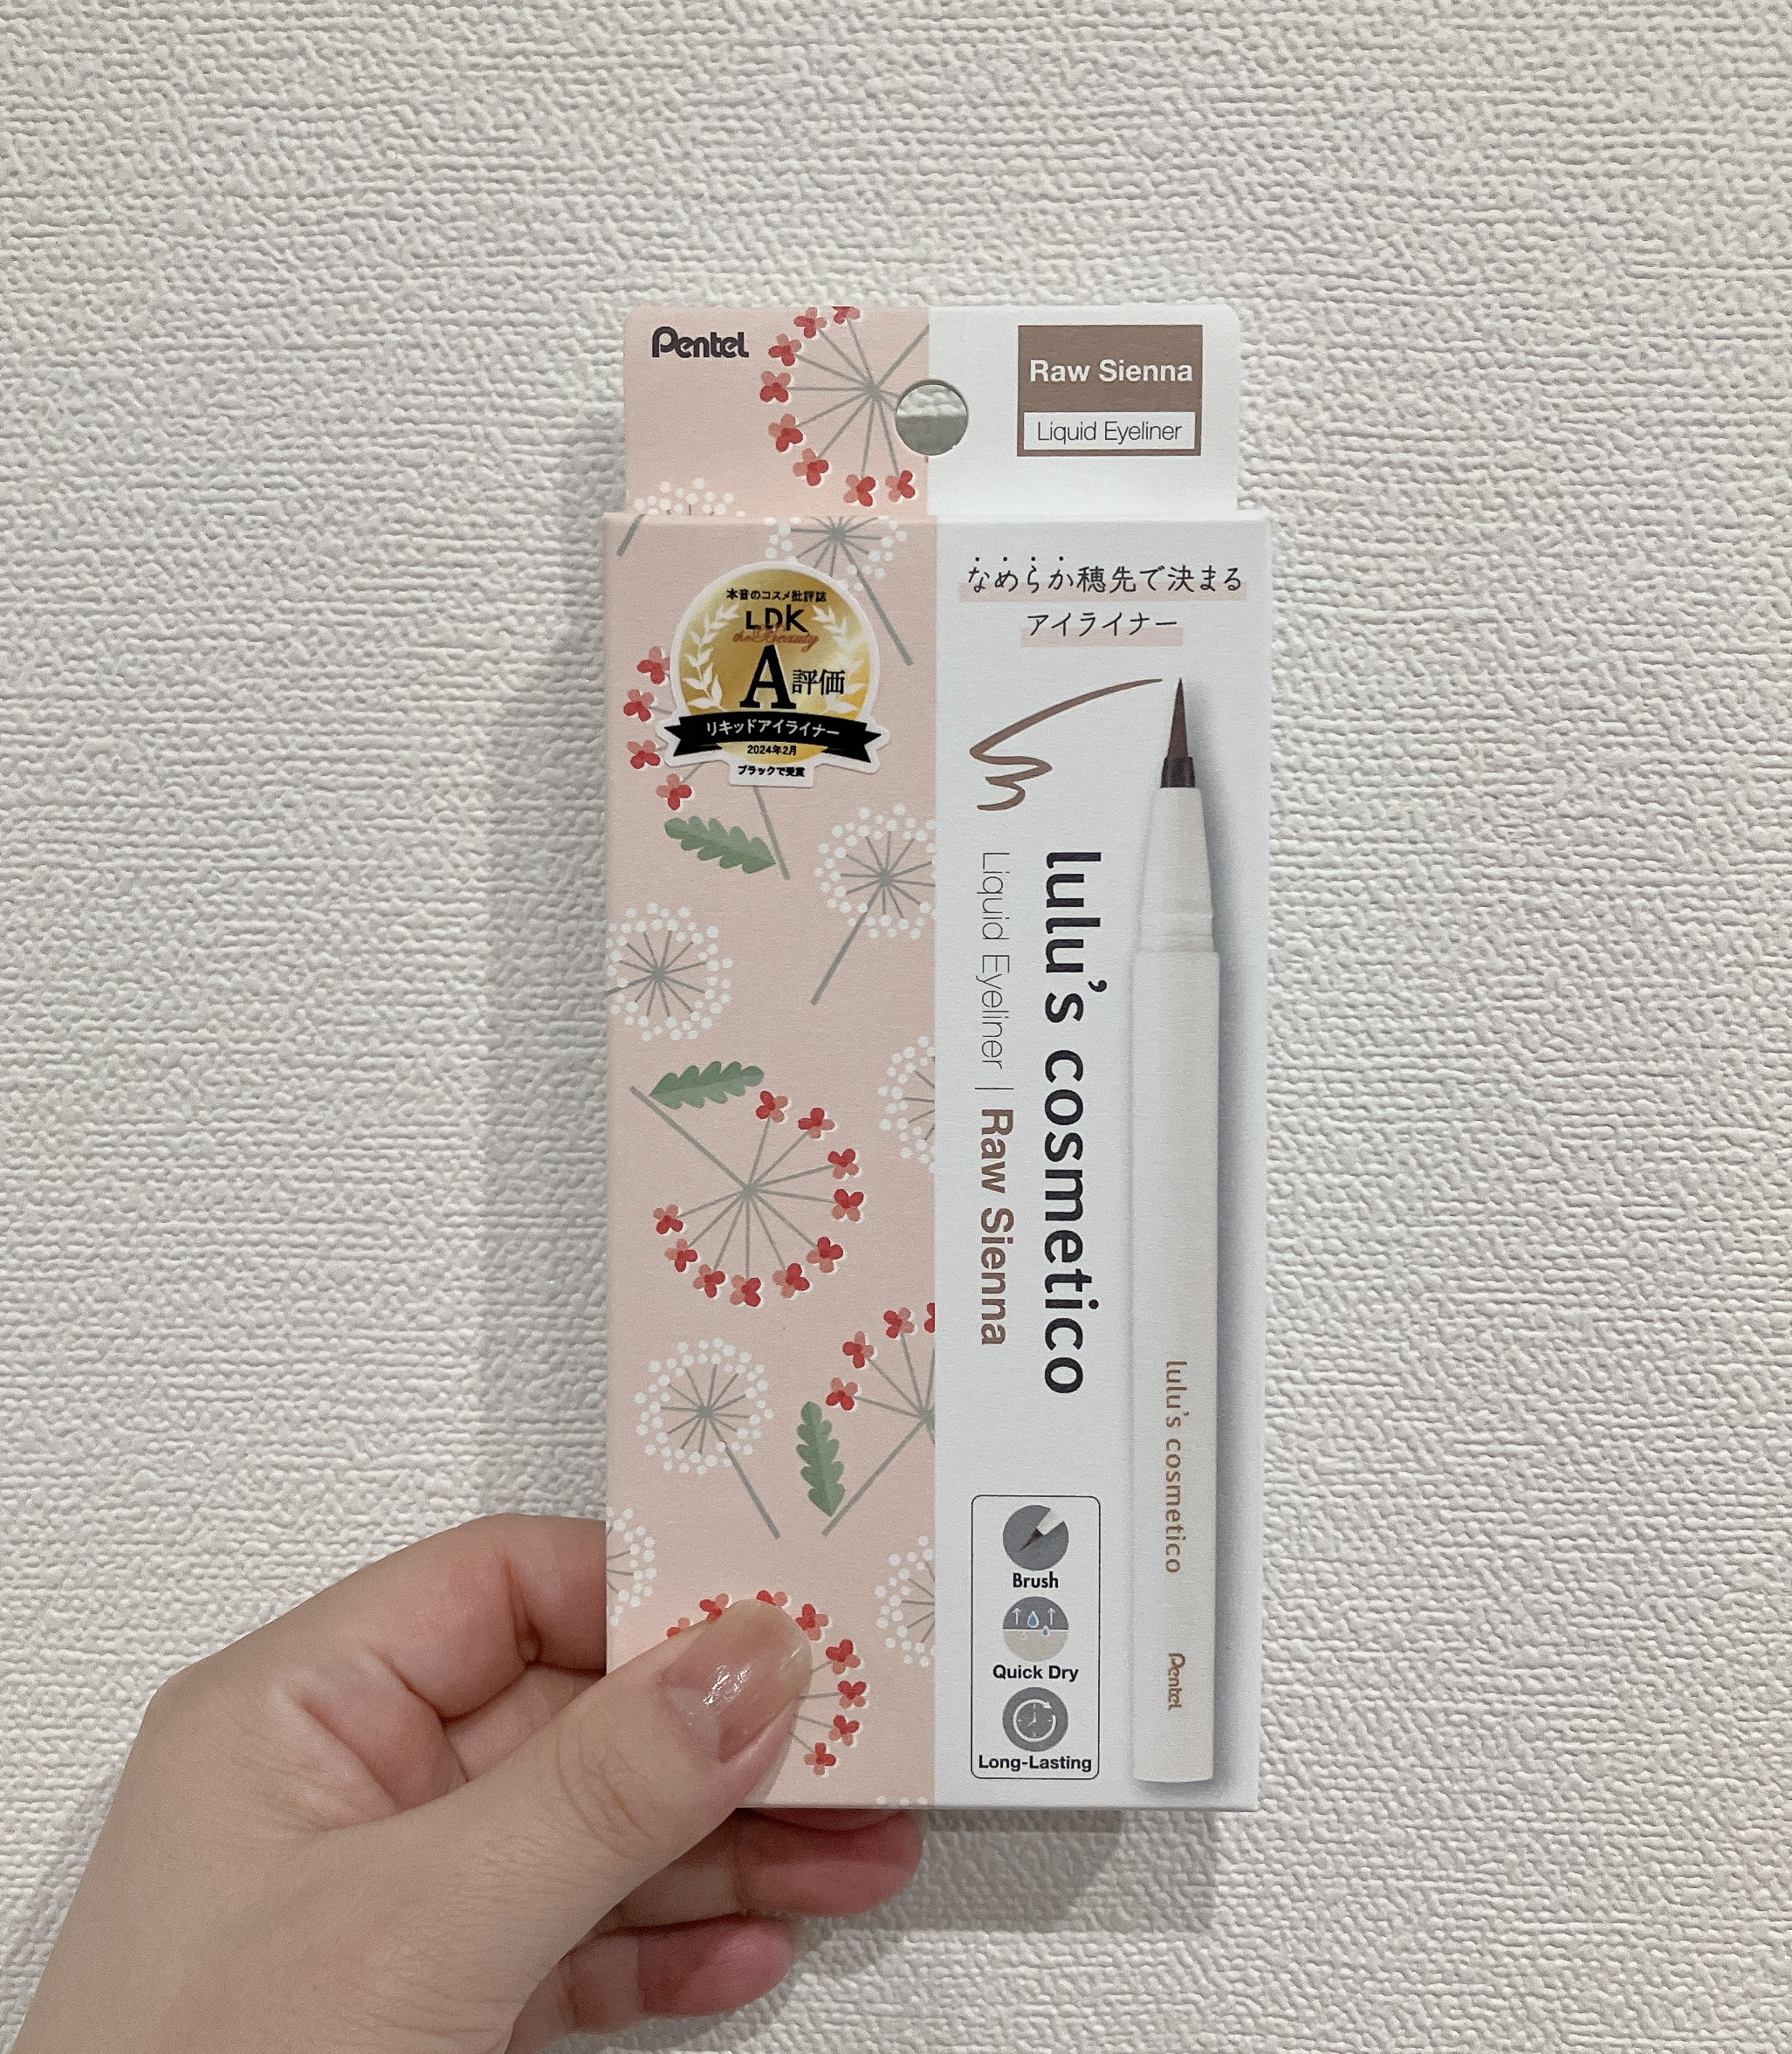 Pentel
Raw Sienna
Liquid Eyeliner
本音のコスメ批評誌
LDK
the Beauty
A評価
リキッドアイライナー
2024年2月
ブラックで受賞
なめらか穂先で決まる
アイライナー
lulu's cosmetico
Liquid Eyeliner | Raw Sienna
lulu's cosmetico
Pentel
Brush
Quick Dry
Long-Lasting